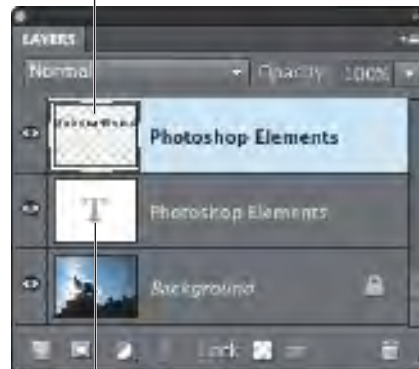 LAYERS
Normal Opacity: 100%
Photoshop Elements
T Photoshop Elements
Background
Lock: